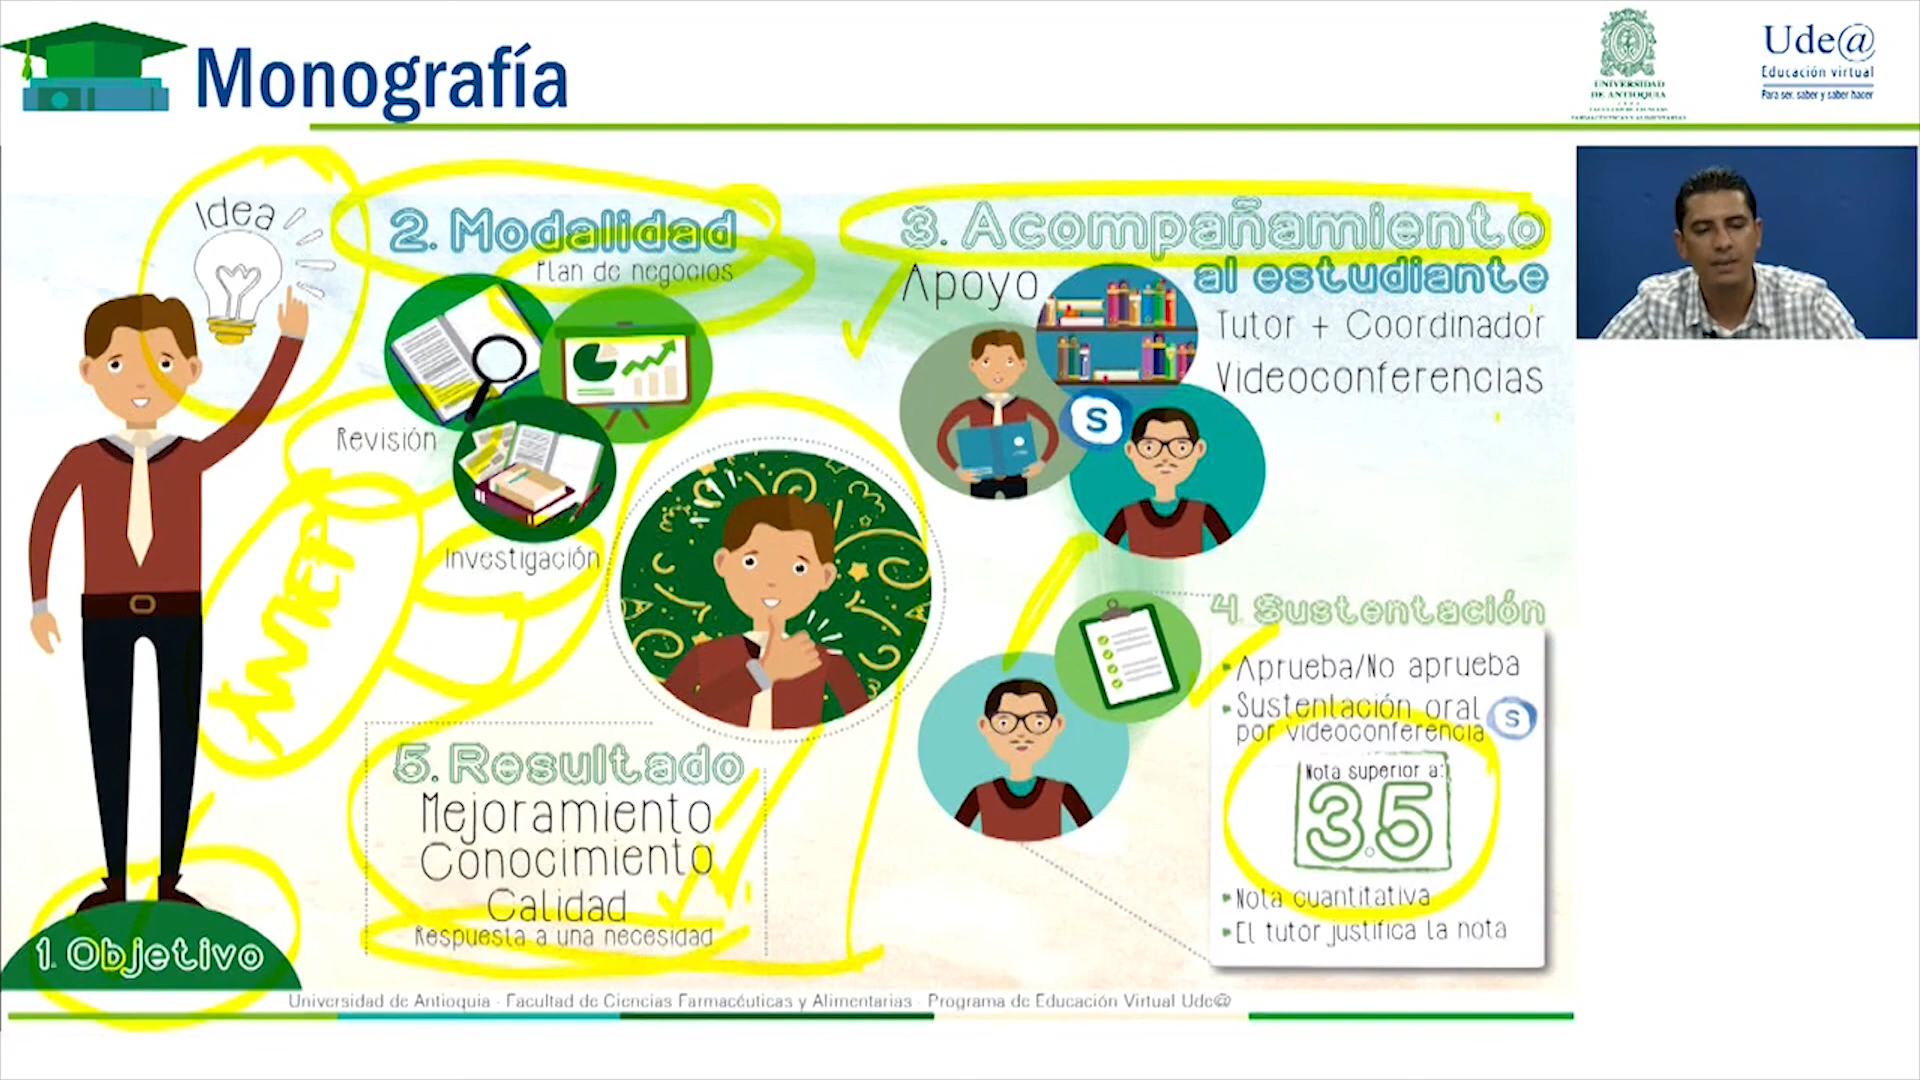 Monografía
UNIVERSIDAD
DE ANTIOQUIA
Ude@
Educación virtual
Para ser, saber y saber hacer
Idea
1. Objetivo
2. Modalidad
Plan de negocios
Revisión
Investigación
3. Acompañamiento
al estudiante
Apoyo
Tutor + Coordinador
Videoconferencias
S
4. Sustentación
Aprueba/No aprueba
Sustentación oral
por videoconferencia
S
Nota superior a:
3.5
Nota cuantitativa
El tutor justifica la nota
5. Resultado
Mejoramiento
Conocimiento
Calidad
Respuesta a una necesidad
Universidad de Antioquia · Facultad de Ciencias Farmacéuticas y Alimentarias · Programa de Educación Virtual Ude@